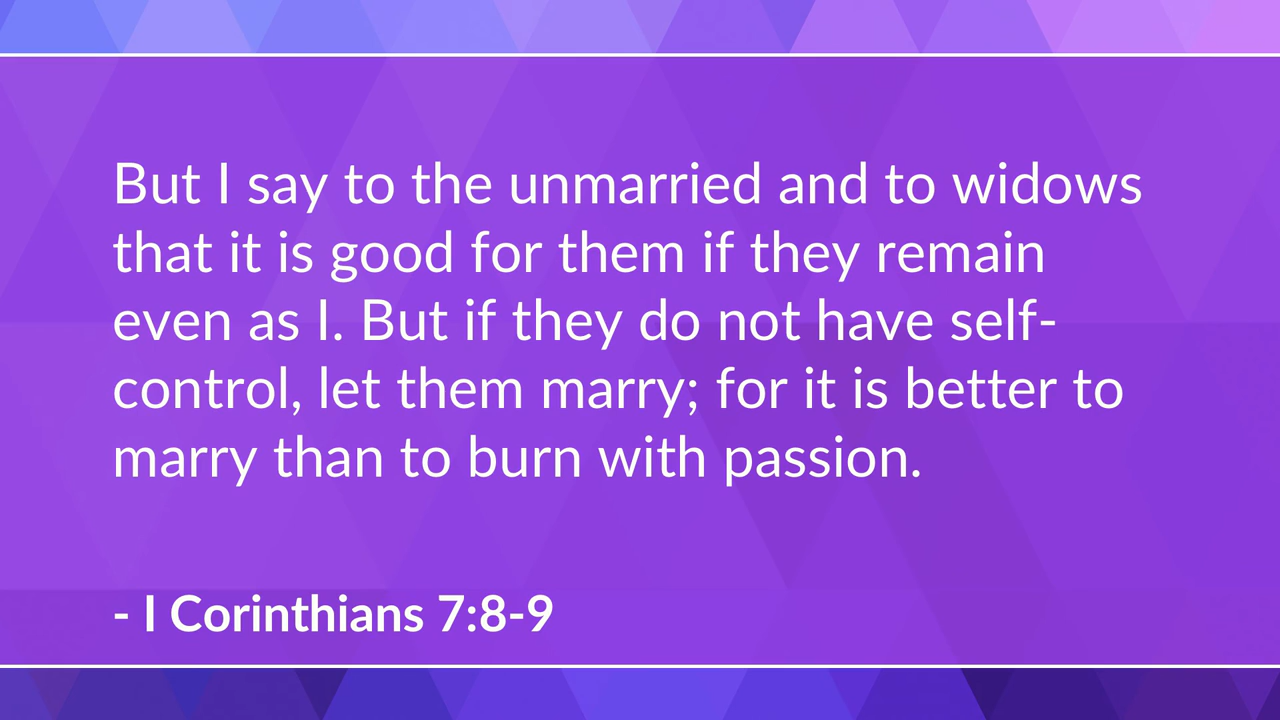 But I say to the unmarried and to widows
that it is good for them if they remain
even as I. But if they do not have self-
control, let them marry; for it is better to
marry than to burn with passion.
- I Corinthians 7:8-9